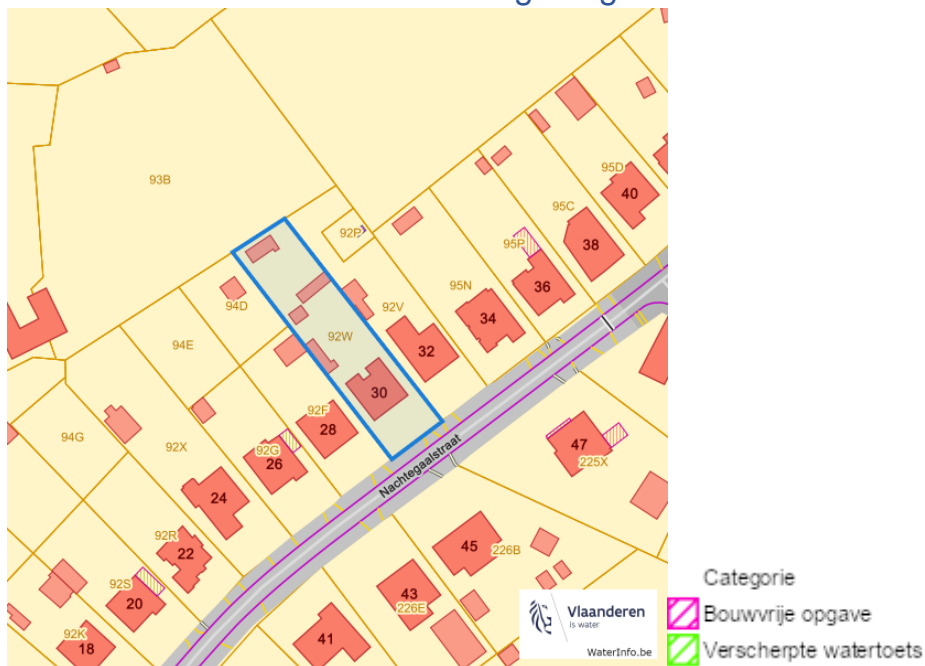 93B
95D
40
95C
38
92P
95P
36
94D
92V
95N
34
92W
32
94E
30
92F
28
94G
92X
92G
26
Nachtegaalstraat
47
225X
24
92R
22
45
226B
92S
20
43
226E
92K
18
41
Vlaanderen
is water
WaterInfo.be
Categorie
Bouwvrije opgave
Verscherpte watertoets